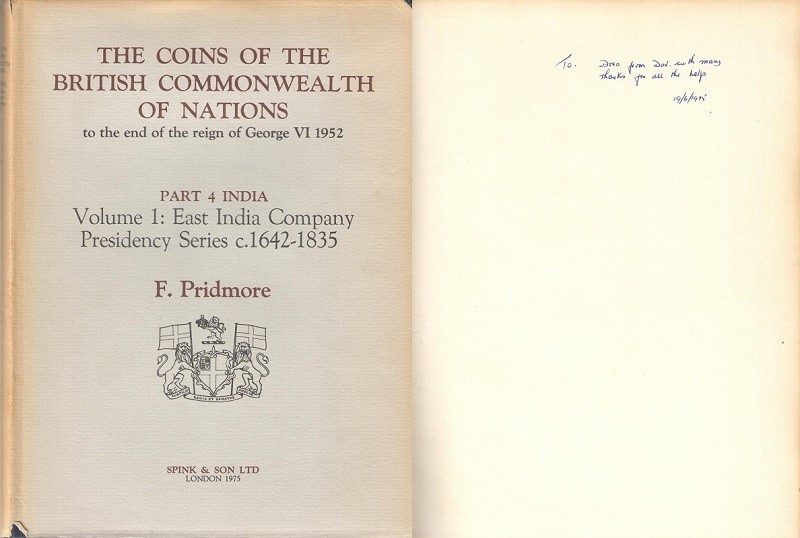 THE COINS OF THE
BRITISH COMMONWEALTH
OF NATIONS
to the end of the reign of George VI 1952
PART 4 INDIA
Volume 1: East India Company
Presidency Series c.1642-1835
F. Pridmore
SPINK & SON LTD
LONDON 1975
To. Dora from Dad. with many
thanks for all the help